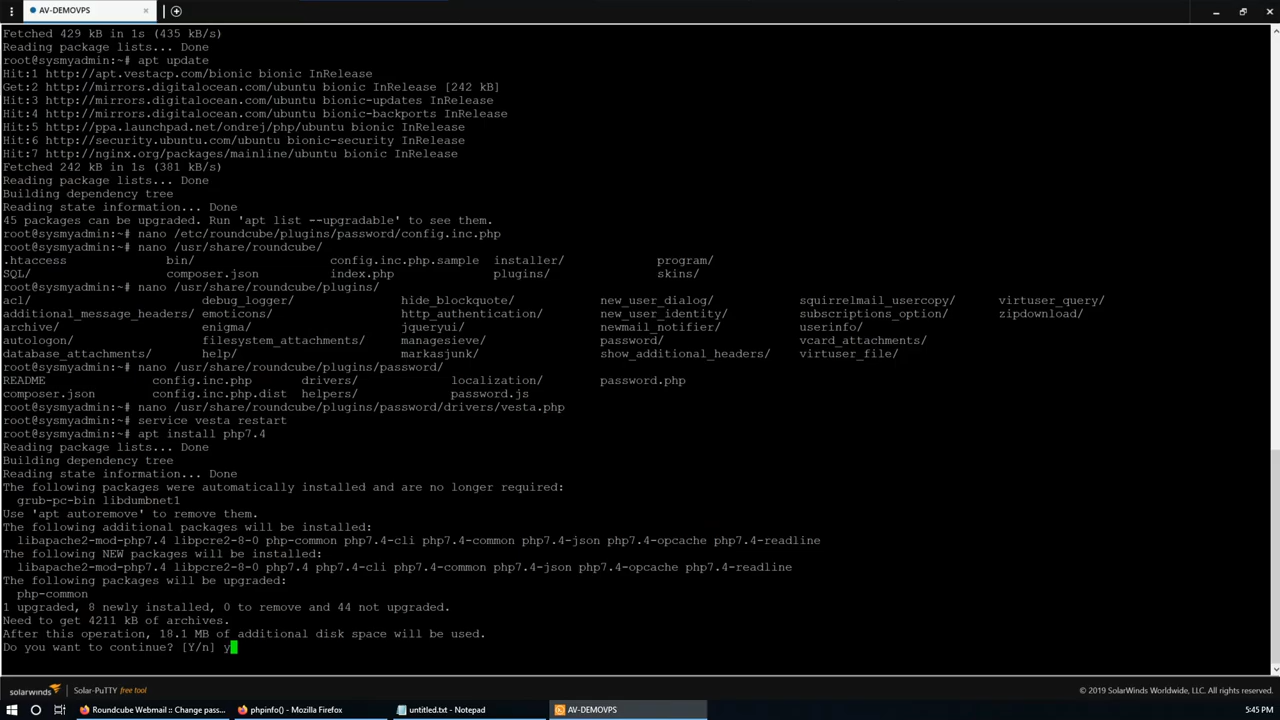 AV-DEMOVPS
Fetched 429 kB in 1s (435 kB/s)
Reading package lists... Done
root@sysmyadmin:~# apt update
Hit:1 http://apt.vestacp.com/bionic bionic InRelease
Get:2 http://mirrors.digitalocean.com/ubuntu bionic InRelease [242 kB]
Hit:3 http://mirrors.digitalocean.com/ubuntu bionic-updates InRelease
Hit:4 http://mirrors.digitalocean.com/ubuntu bionic-backports InRelease
Hit:5 http://ppa.launchpad.net/ondrej/php/ubuntu bionic InRelease
Hit:6 http://security.ubuntu.com/ubuntu bionic-security InRelease
Hit:7 http://nginx.org/packages/mainline/ubuntu bionic InRelease
Fetched 242 kB in 1s (381 kB/s)
Reading package lists... Done
Building dependency tree
Reading state information... Done
45 packages can be upgraded. Run 'apt list --upgradable' to see them.
root@sysmyadmin:~# nano /etc/roundcube/plugins/password/config.inc.php
root@sysmyadmin:~# nano /usr/share/roundcube/
.htaccess bin/ config.inc.php.sample installer/ program/
SQL/ composer.json index.php plugins/ skins/
root@sysmyadmin:~# nano /usr/share/roundcube/plugins/
acl/ debug_logger/ hide_blockquote/ new_user_dialog/ squirrelmail_usercopy/ virtuser_query/
additional_message_headers/ emoticons/ http_authentication/ new_user_identity/ subscriptions_option/ zipdownload/
archive/ enigma/ jqueryui/ newmail_notifier/ userinfo/
autologon/ filesystem_attachments/ managesieve/ password/ vcard_attachments/
database_attachments/ help/ markasjunk/ show_additional_headers/ virtuser_file/
root@sysmyadmin:~# nano /usr/share/roundcube/plugins/password/
README config.inc.php drivers/ localization/ password.php
composer.json config.inc.php.dist helpers/ password.js
root@sysmyadmin:~# nano /usr/share/roundcube/plugins/password/drivers/vesta.php
root@sysmyadmin:~# service vesta restart
root@sysmyadmin:~# apt install php7.4
Reading package lists... Done
Building dependency tree
Reading state information... Done
The following packages were automatically installed and are no longer required:
grub-pc-bin libdumbnet1
Use 'apt autoremove' to remove them.
The following additional packages will be installed:
libapache2-mod-php7.4 libpcre2-8-0 php-common php7.4-cli php7.4-common php7.4-json php7.4-opcache php7.4-readline
The following NEW packages will be installed:
libapache2-mod-php7.4 libpcre2-8-0 php7.4 php7.4-cli php7.4-common php7.4-json php7.4-opcache php7.4-readline
The following packages will be upgraded:
php-common
1 upgraded, 8 newly installed, 0 to remove and 44 not upgraded.
Need to get 4211 kB of archives.
After this operation, 18.1 MB of additional disk space will be used.
Do you want to continue? [Y/n] y
solarwinds Solar-PuTTY free tool © 2019 SolarWinds Worldwide, LLC. All rights reserved.
Roundcube Webmail :: Change pass... phpinfo() - Mozilla Firefox untitled.txt - Notepad AV-DEMOVPS 5:45 PM